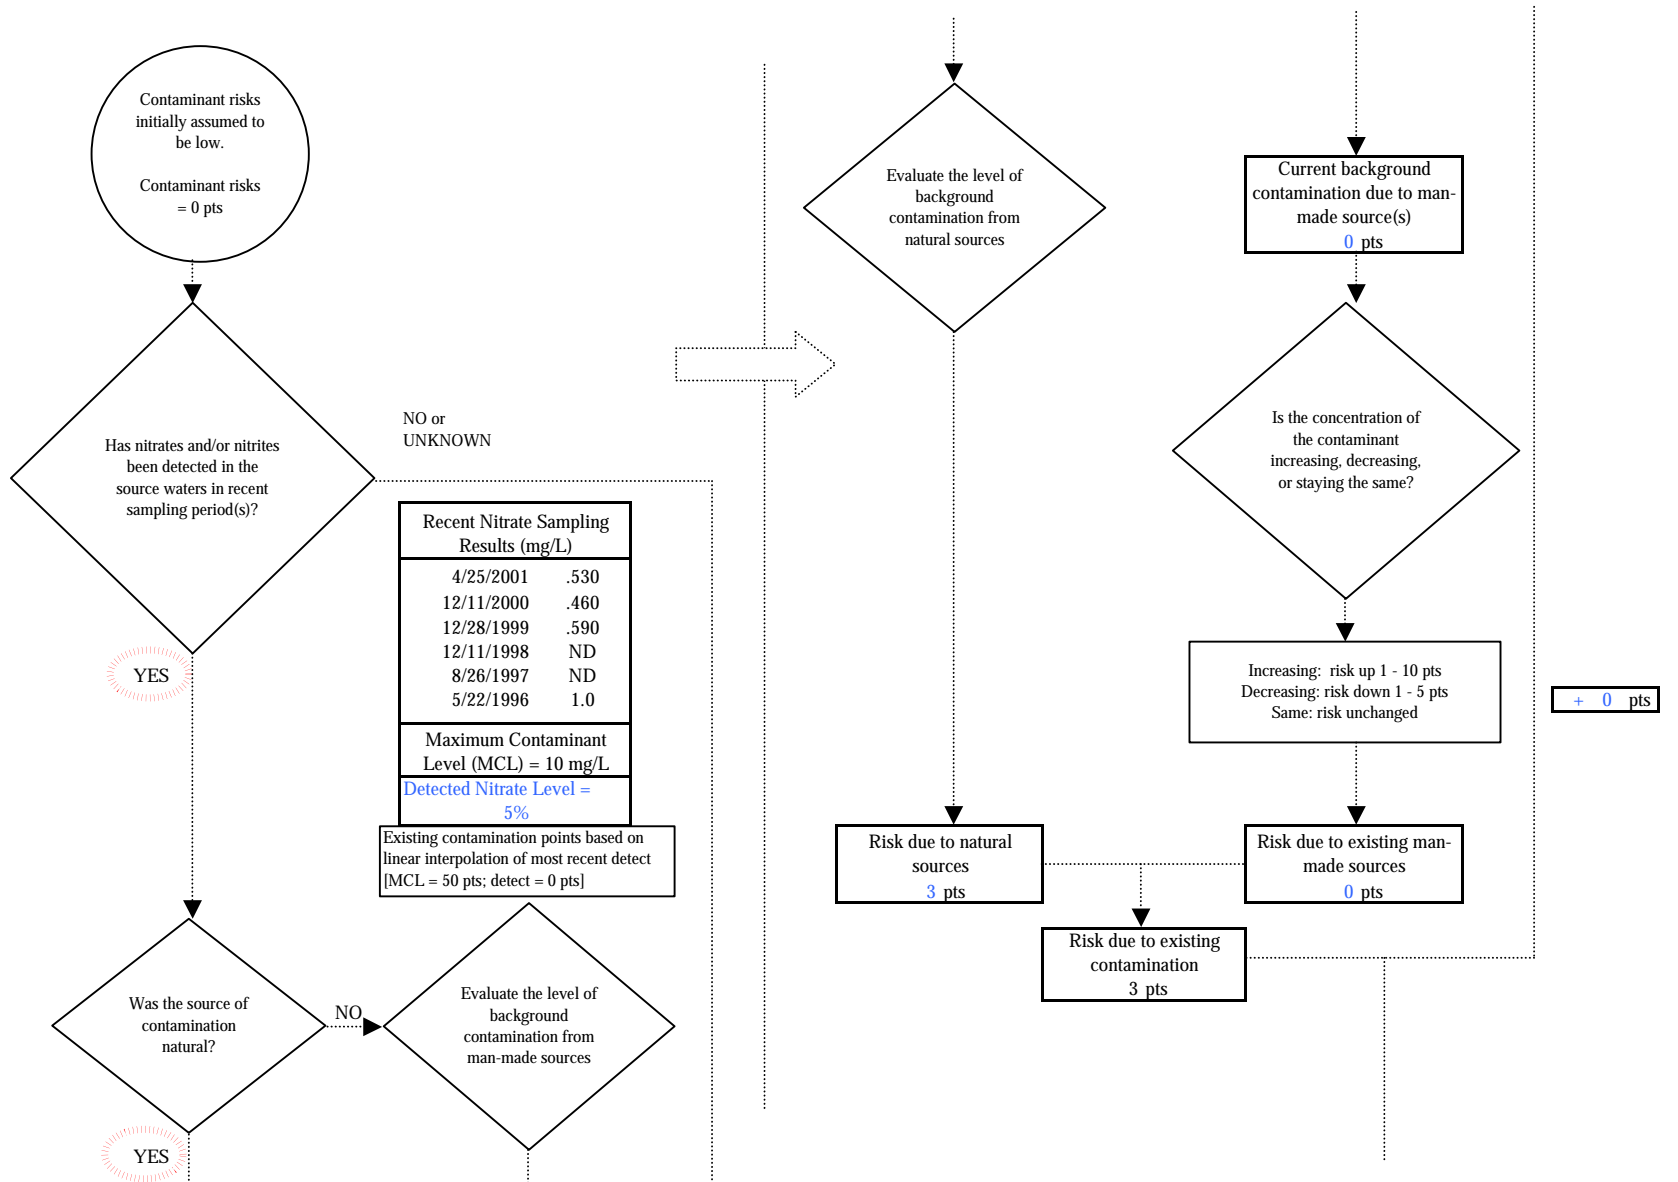 Contaminant risks
initially assumed to
be low.
Contaminant risks
= 0 pts
Has nitrates and/or nitrites
been detected in the
source waters in recent
sampling period(s)?
NO or
UNKNOWN
YES
Recent Nitrate Sampling
Results (mg/L)
4/25/2001 .530
12/11/2000 .460
12/28/1999 .590
12/11/1998 ND
8/26/1997 ND
5/22/1996 1.0
Maximum Contaminant
Level (MCL) = 10 mg/L
Detected Nitrate Level =
5%
Existing contamination points based on
linear interpolation of most recent detect
[MCL = 50 pts; detect = 0 pts]
Was the source of
contamination
natural?
NO
YES
Evaluate the level of
background
contamination from
man-made sources
Evaluate the level of
background
contamination from
natural sources
Current background
contamination due to man-
made source(s)
0 pts
Is the concentration of
the contaminant
increasing, decreasing,
or staying the same?
Increasing: risk up 1 - 10 pts
Decreasing: risk down 1 - 5 pts
Same: risk unchanged
+ 0 pts
Risk due to natural
sources
3 pts
Risk due to existing man-
made sources
0 pts
Risk due to existing
contamination
3 pts